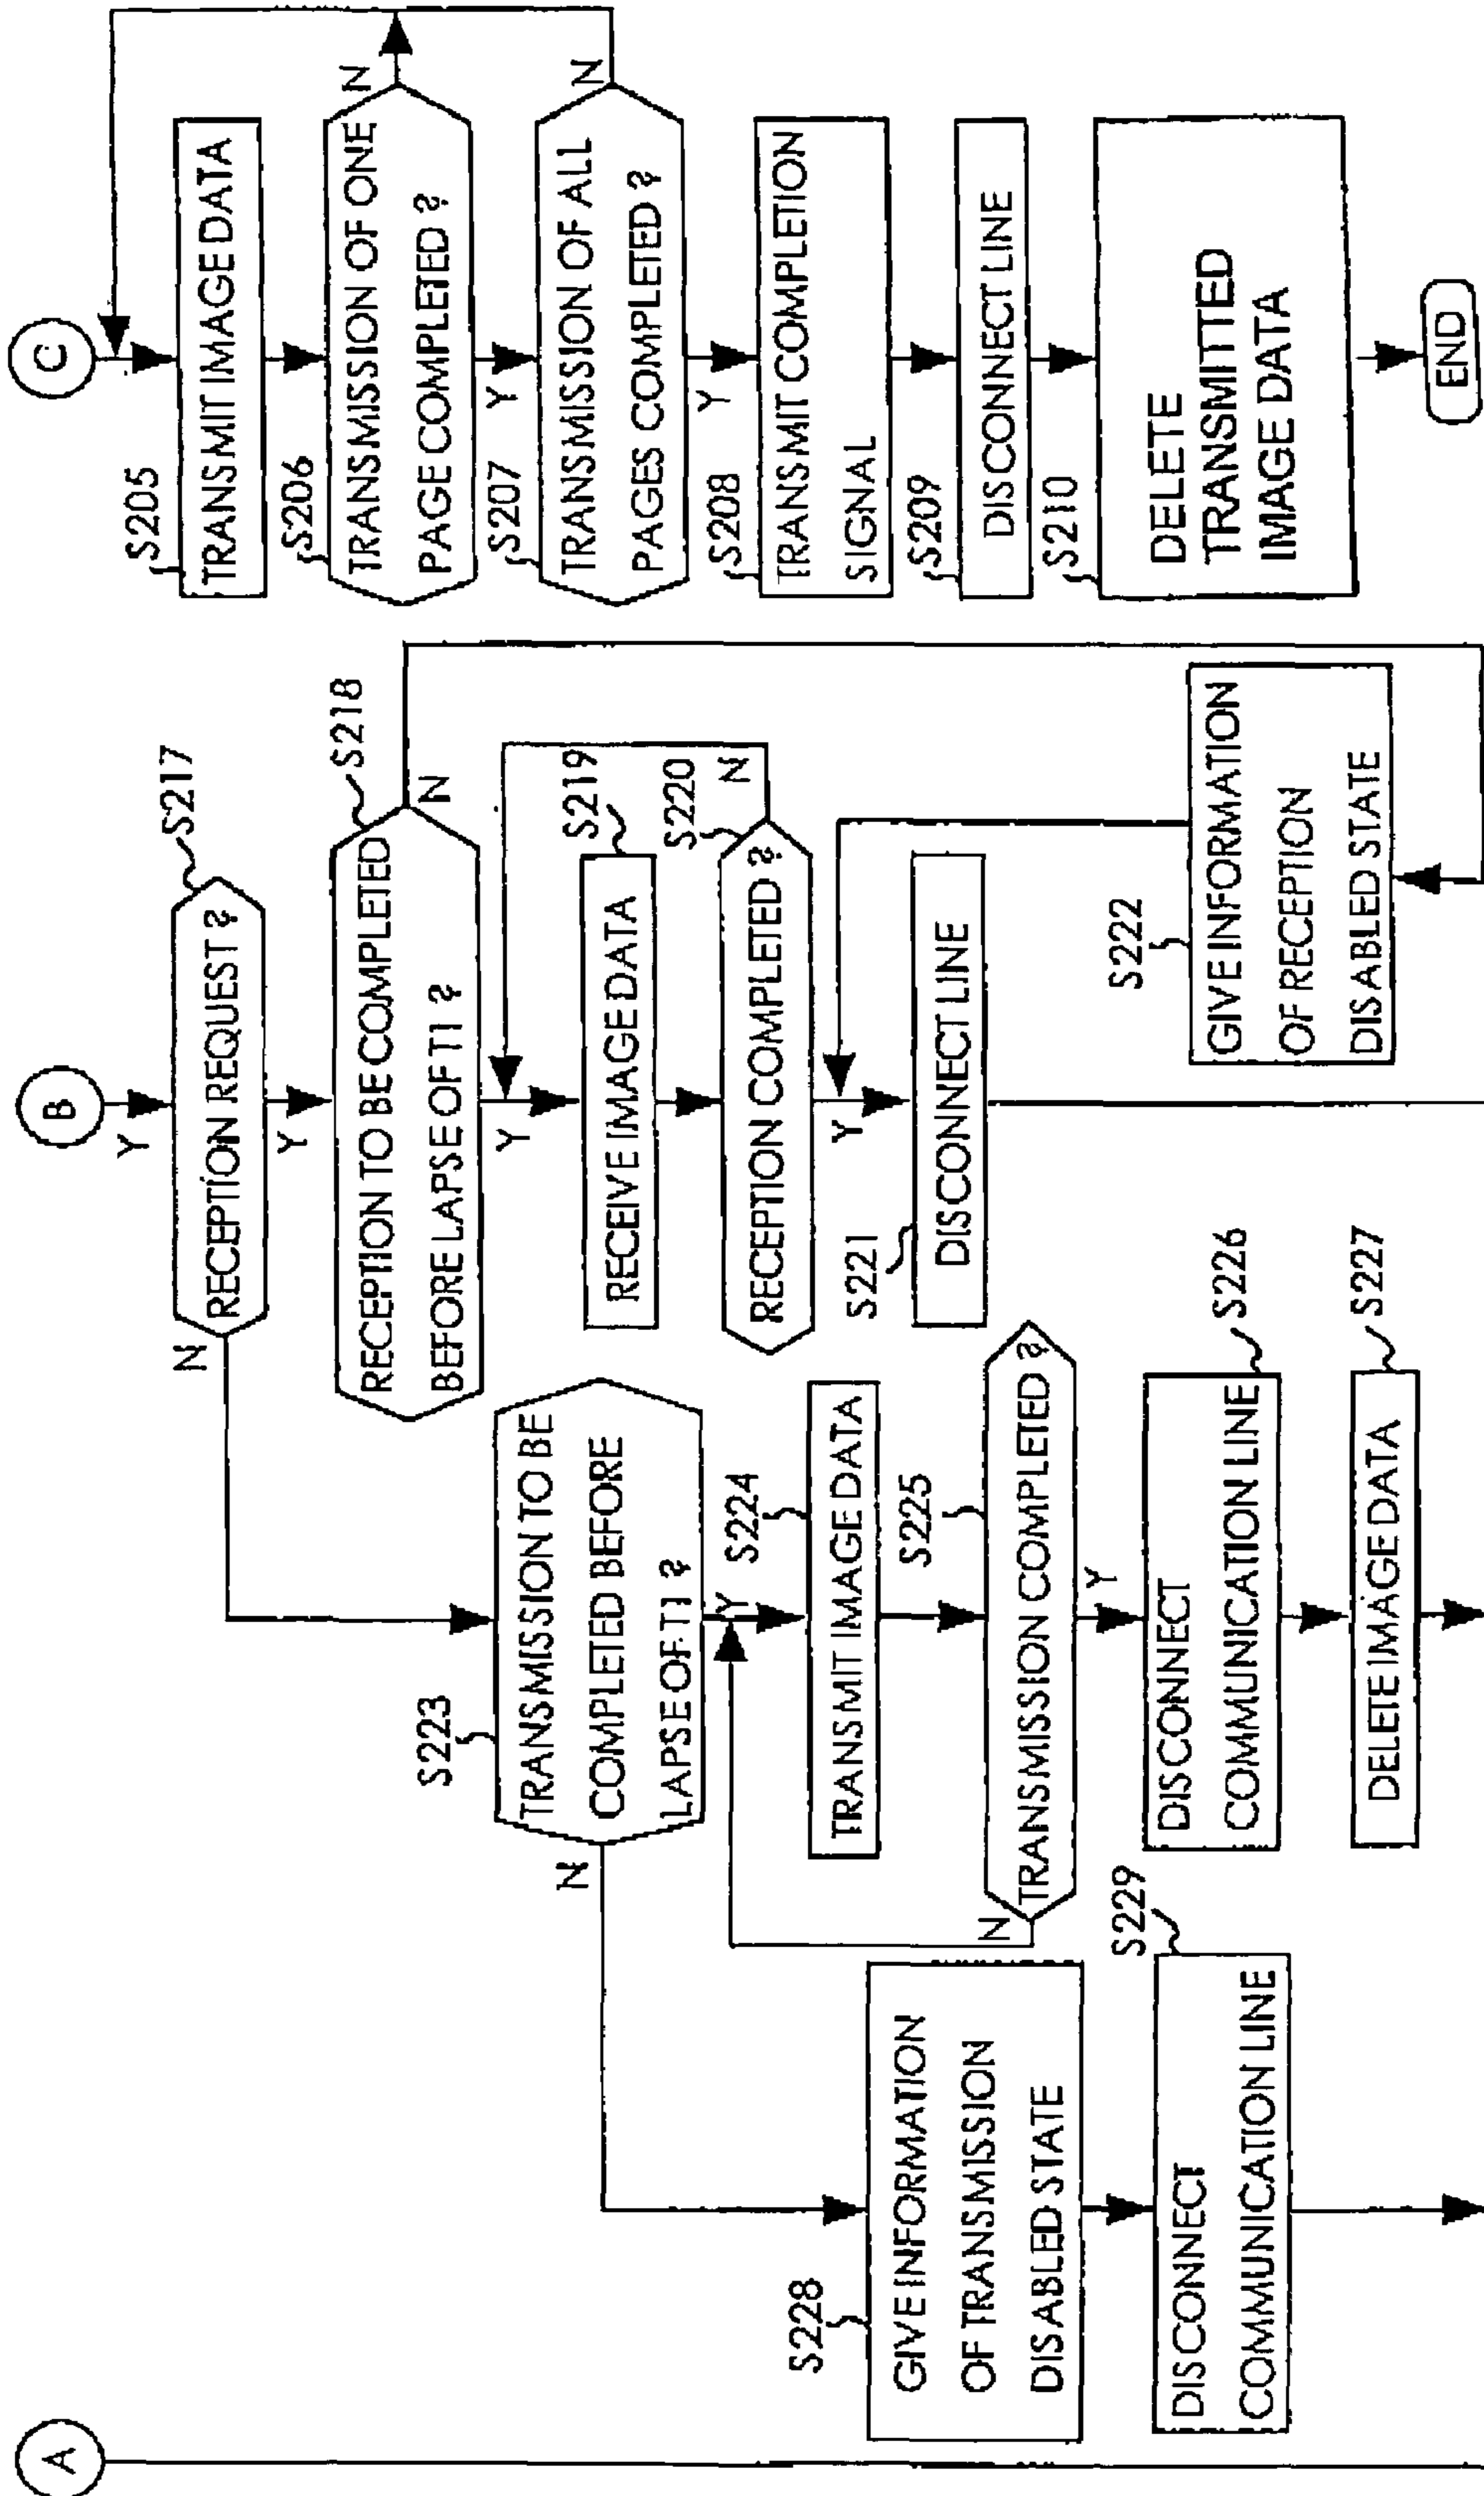 A
S228
GIVE INFORMATION
OF TRANSMISSION
DISABLED STATE
S229
DISCONNECT
COMMUNICATION LINE
N
S223
TRANSMISSION TO BE
COMPLETED BEFORE
LAPSE OF T1 ?
Y
S224
TRANSMIT IMAGE DATA
S225
TRANSMISSION COMPLETED ?
N
Y
S226
DISCONNECT
COMMUNICATION LINE
S227
DELETE IMAGE DATA
B
Y
S217
RECEPTION REQUEST ?
N
Y
S218
RECEPTION TO BE COMPLETED
BEFORE LAPSE OF T1 ?
N
Y
S219
RECEIVE IMAGE DATA
S220
RECEPTION COMPLETED ?
N
Y
S221
DISCONNECT LINE
S222
GIVE INFORMATION
OF RECEPTION
DISABLED STATE
C
S205
TRANSMIT IMAGE DATA
S206
TRANSMISSION OF ONE
PAGE COMPLETED ?
N
Y
S207
TRANSMISSION OF ALL
PAGES COMPLETED ?
N
Y
S208
TRANSMIT COMPLETION
SIGNAL
S209
DISCONNECT LINE
S210
DELETE
TRANSMITTED
IMAGE DATA
END